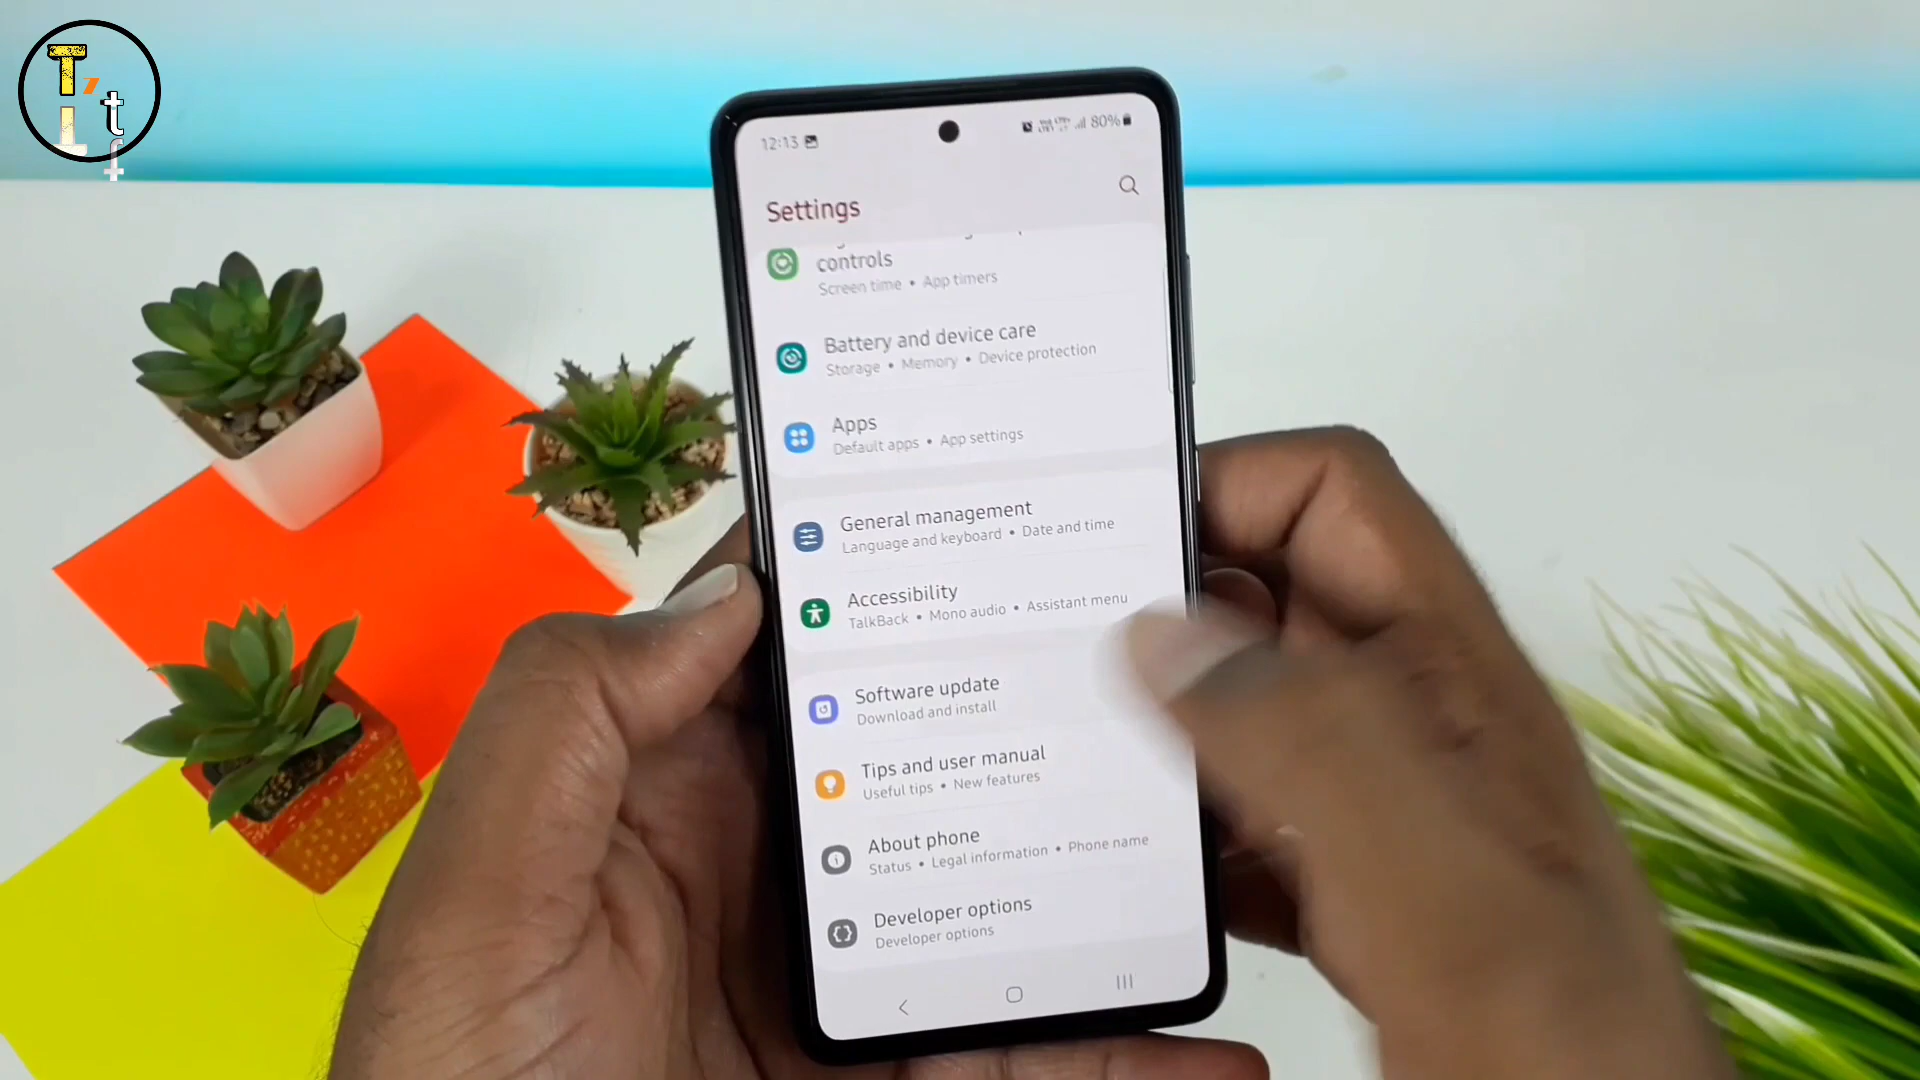 T't
Tf
12:13
80%
Settings
controls
Screen time • App timers
Battery and device care
Storage • Memory • Device protection
Apps
Default apps • App settings
General management
Language and keyboard • Date and time
Accessibility
TalkBack • Mono audio • Assistant menu
Software update
Download and install
Tips and user manual
Useful tips • New features
About phone
Status • Legal information • Phone name
Developer options
Developer options